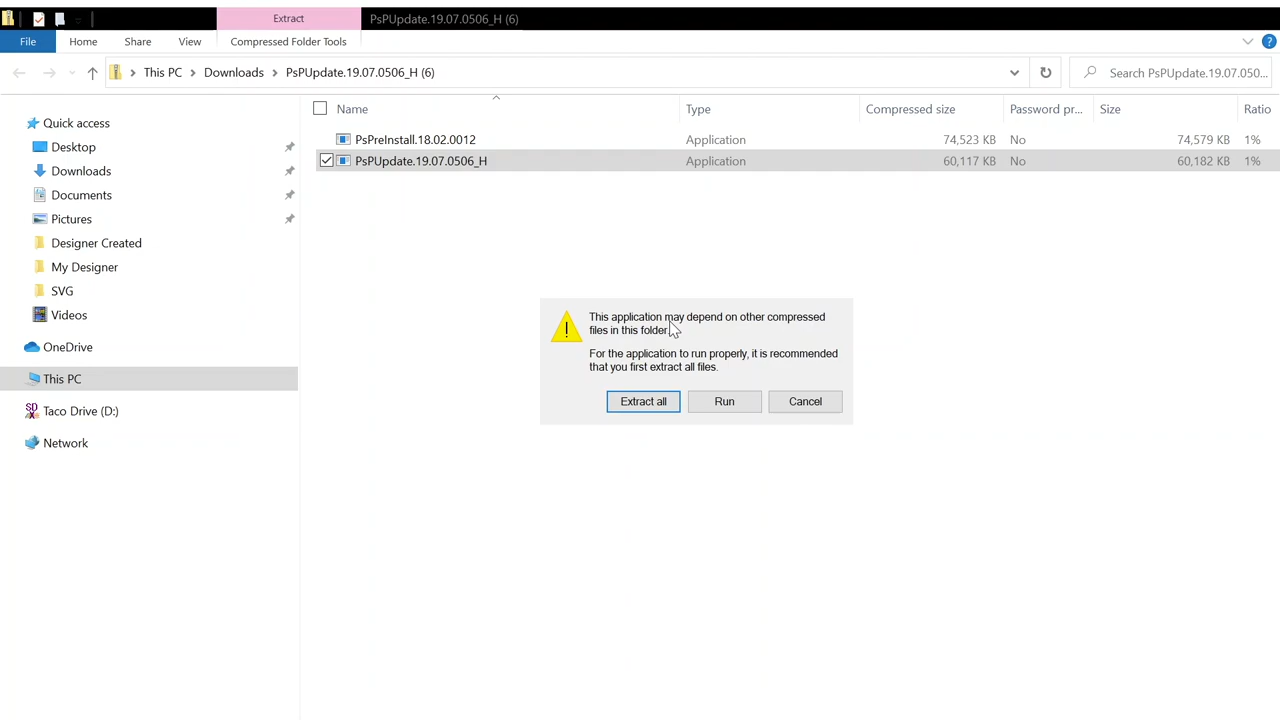 Extract
PsPUpdate.19.07.0506_H (6)
File
Home
Share
View
Compressed Folder Tools
This PC
Downloads
PsPUpdate.19.07.0506_H (6)
Search PsPUpdate.19.07.050...
Name
Type
Compressed size
Password pr...
Size
Ratio
PsPreInstall.18.02.0012
Application
74,523 KB
No
74,579 KB
1%
PsPUpdate.19.07.0506_H
Application
60,117 KB
No
60,182 KB
1%
Quick access
Desktop
Downloads
Documents
Pictures
Designer Created
My Designer
SVG
Videos
OneDrive
This PC
Taco Drive (D:)
Network
This application may depend on other compressed
files in this folder.
For the application to run properly, it is recommended
that you first extract all files.
Extract all
Run
Cancel